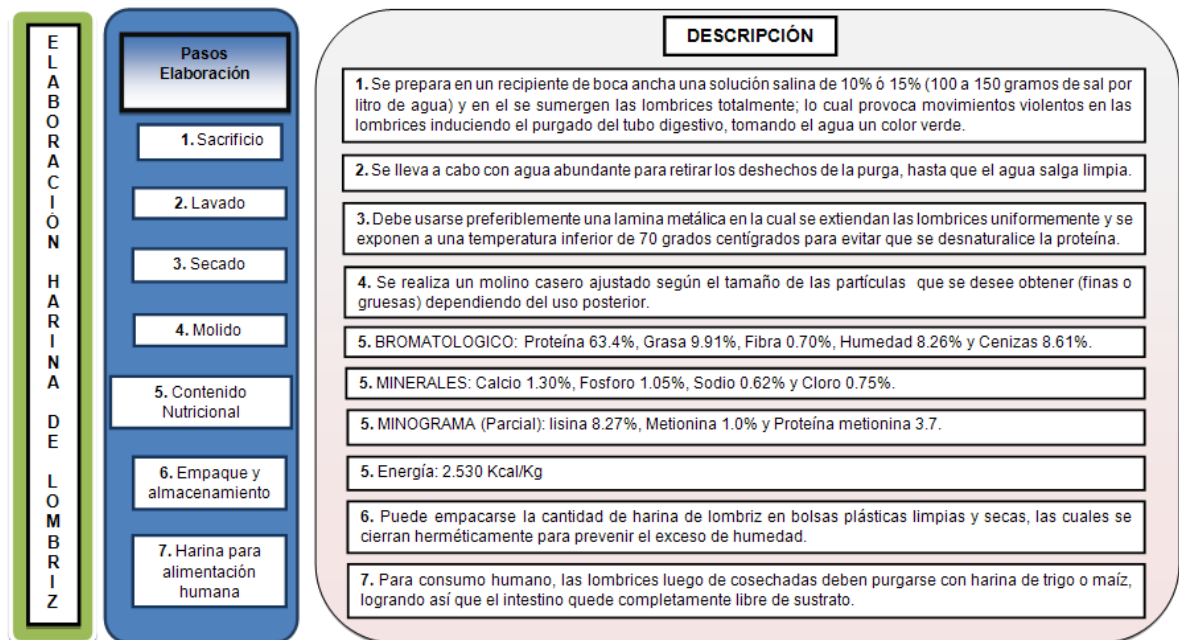 ELABORACIÓN HARINA DE LOMBRIZ
Pasos
Elaboración
1. Sacrificio
2. Lavado
3. Secado
4. Molido
5. Contenido
Nutricional
6. Empaque y
almacenamiento
7. Harina para
alimentación
humana
DESCRIPCIÓN
1. Se prepara en un recipiente de boca ancha una solución salina de 10% ó 15% (100 a 150 gramos de sal por
litro de agua) y en el se sumergen las lombrices totalmente; lo cual provoca movimientos violentos en las
lombrices induciendo el purgado del tubo digestivo, tomando el agua un color verde.
2. Se lleva a cabo con agua abundante para retirar los deshechos de la purga, hasta que el agua salga limpia.
3. Debe usarse preferiblemente una lamina metálica en la cual se extiendan las lombrices uniformemente y se
exponen a una temperatura inferior de 70 grados centígrados para evitar que se desnaturalice la proteína.
4. Se realiza un molino casero ajustado según el tamaño de las partículas que se desee obtener (finas o
gruesas) dependiendo del uso posterior.
5. BROMATOLOGICO: Proteína 63.4%, Grasa 9.91%, Fibra 0.70%, Humedad 8.26% y Cenizas 8.61%.
5. MINERALES: Calcio 1.30%, Fosforo 1.05%, Sodio 0.62% y Cloro 0.75%.
5. MINOGRAMA (Parcial): lisina 8.27%, Metionina 1.0% y Proteína metionina 3.7.
5. Energía: 2.530 Kcal/Kg
6. Puede empacarse la cantidad de harina de lombriz en bolsas plásticas limpias y secas, las cuales se
cierran herméticamente para prevenir el exceso de humedad.
7. Para consumo humano, las lombrices luego de cosechadas deben purgarse con harina de trigo o maíz,
logrando así que el intestino quede completamente libre de sustrato.